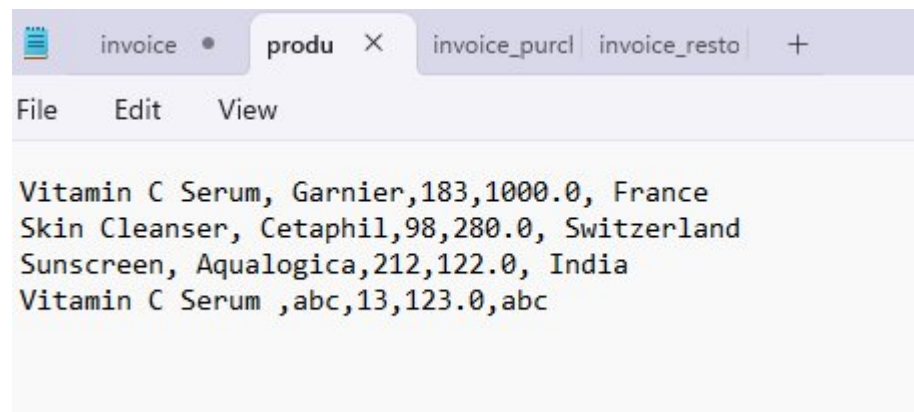 invoice produ invoice_purcl invoice_resto
File Edit View
Vitamin C Serum, Garnier,183,1000.0, France
Skin Cleanser, Cetaphil,98,280.0, Switzerland
Sunscreen, Aqualogica,212,122.0, India
Vitamin C Serum ,abc,13,123.0,abc